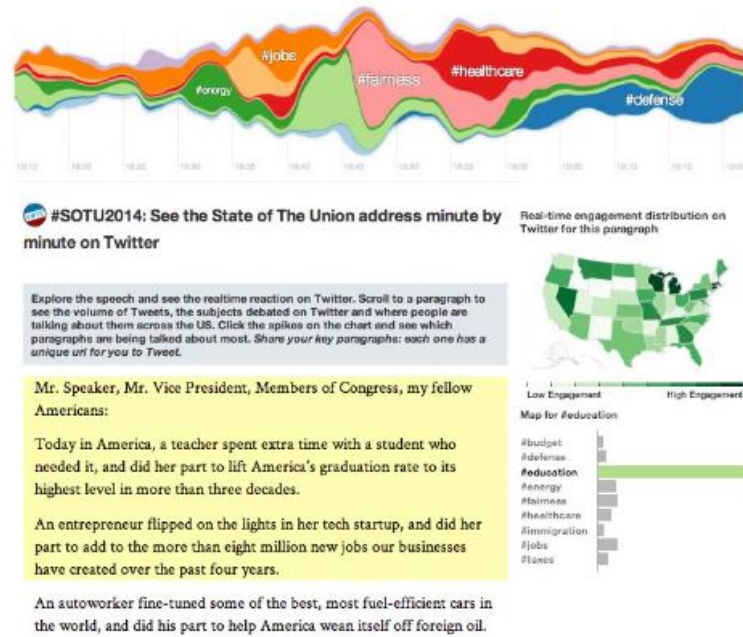 #jobs
#energy
#fairness
#healthcare
#defense
#SOTU2014: See the State of The Union address minute by
minute on Twitter
Explore the speech and see the realtime reaction on Twitter. Scroll to a paragraph to
see the volume of Tweets, the subjects debated on Twitter and where people are
talking about them across the US. Click the spikes on the chart and see which
paragraphs are being talked about most. Share your key paragraphs: each one has a
unique url for you to Tweet.
Mr. Speaker, Mr. Vice President, Members of Congress, my fellow
Americans:
Today in America, a teacher spent extra time with a student who
needed it, and did her part to lift America's graduation rate to its
highest level in more than three decades.
An entrepreneur flipped on the lights in her tech startup, and did her
part to add to the more than eight million new jobs our businesses
have created over the past four years.
An autoworker fine-tuned some of the best, most fuel-efficient cars in
the world, and did his part to help America wean itself off foreign oil.
Real-time engagement distribution on
Twitter for this paragraph
Low Engagement High Engagement
Map for #education
#budget
#defense
#education
#energy
#fairness
#healthcare
#immigration
#jobs
#taxes